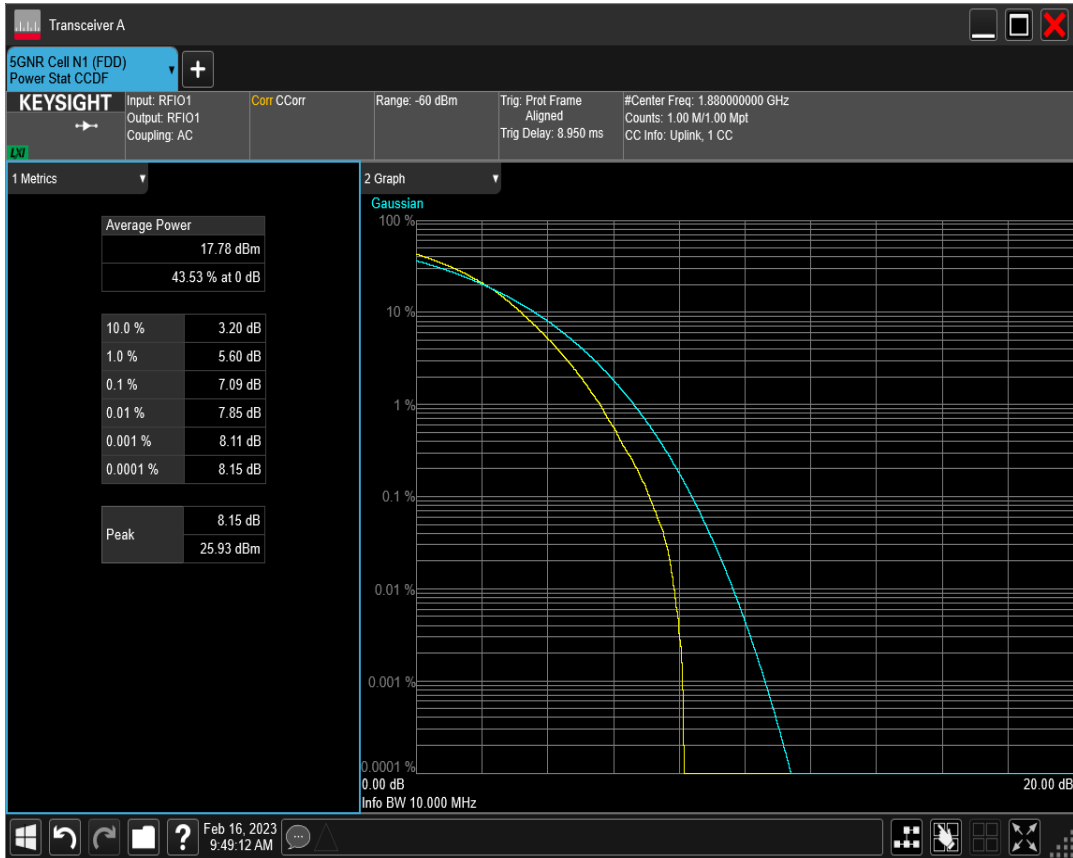 Transceiver A
5GNR Cell N1 (FDD)
Power Stat CCDF
+
KEYSIGHT
LXI
Input: RFIO1
Output: RFIO1
Coupling: AC
Corr CCorr
Range: -60 dBm
Trig: Prot Frame
Aligned
Trig Delay: 8.950 ms
#Center Freq: 1.880000000 GHz
Counts: 1.00 M/1.00 Mpt
CC Info: Uplink, 1 CC
1 Metrics
Average Power
17.78 dBm
43.53 % at 0 dB
10.0 % 3.20 dB
1.0 % 5.60 dB
0.1 % 7.09 dB
0.01 % 7.85 dB
0.001 % 8.11 dB
0.0001 % 8.15 dB
Peak
8.15 dB
25.93 dBm
2 Graph
Gaussian
100 %
10 %
1 %
0.1 %
0.01 %
0.001 %
0.0001 %
0.00 dB 20.00 dB
Info BW 10.000 MHz
?
Feb 16, 2023
9:49:12 AM